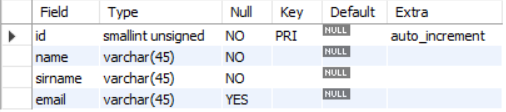 Field Type Null Key Default Extra
id smallint unsigned NO PRI NULL auto_increment
name varchar(45) NO NULL
sirname varchar(45) NO NULL
email varchar(45) YES NULL